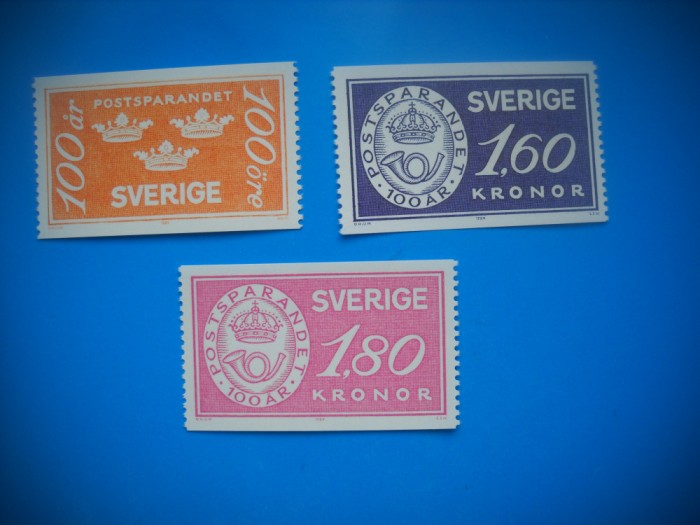 100 år
POSTSPARANDET
100 öre
SVERIGE
POSTSPARANDET · 100 ÅR ·
SVERIGE
1,60
KRONOR
POSTSPARANDET · 100 ÅR ·
SVERIGE
1,80
KRONOR